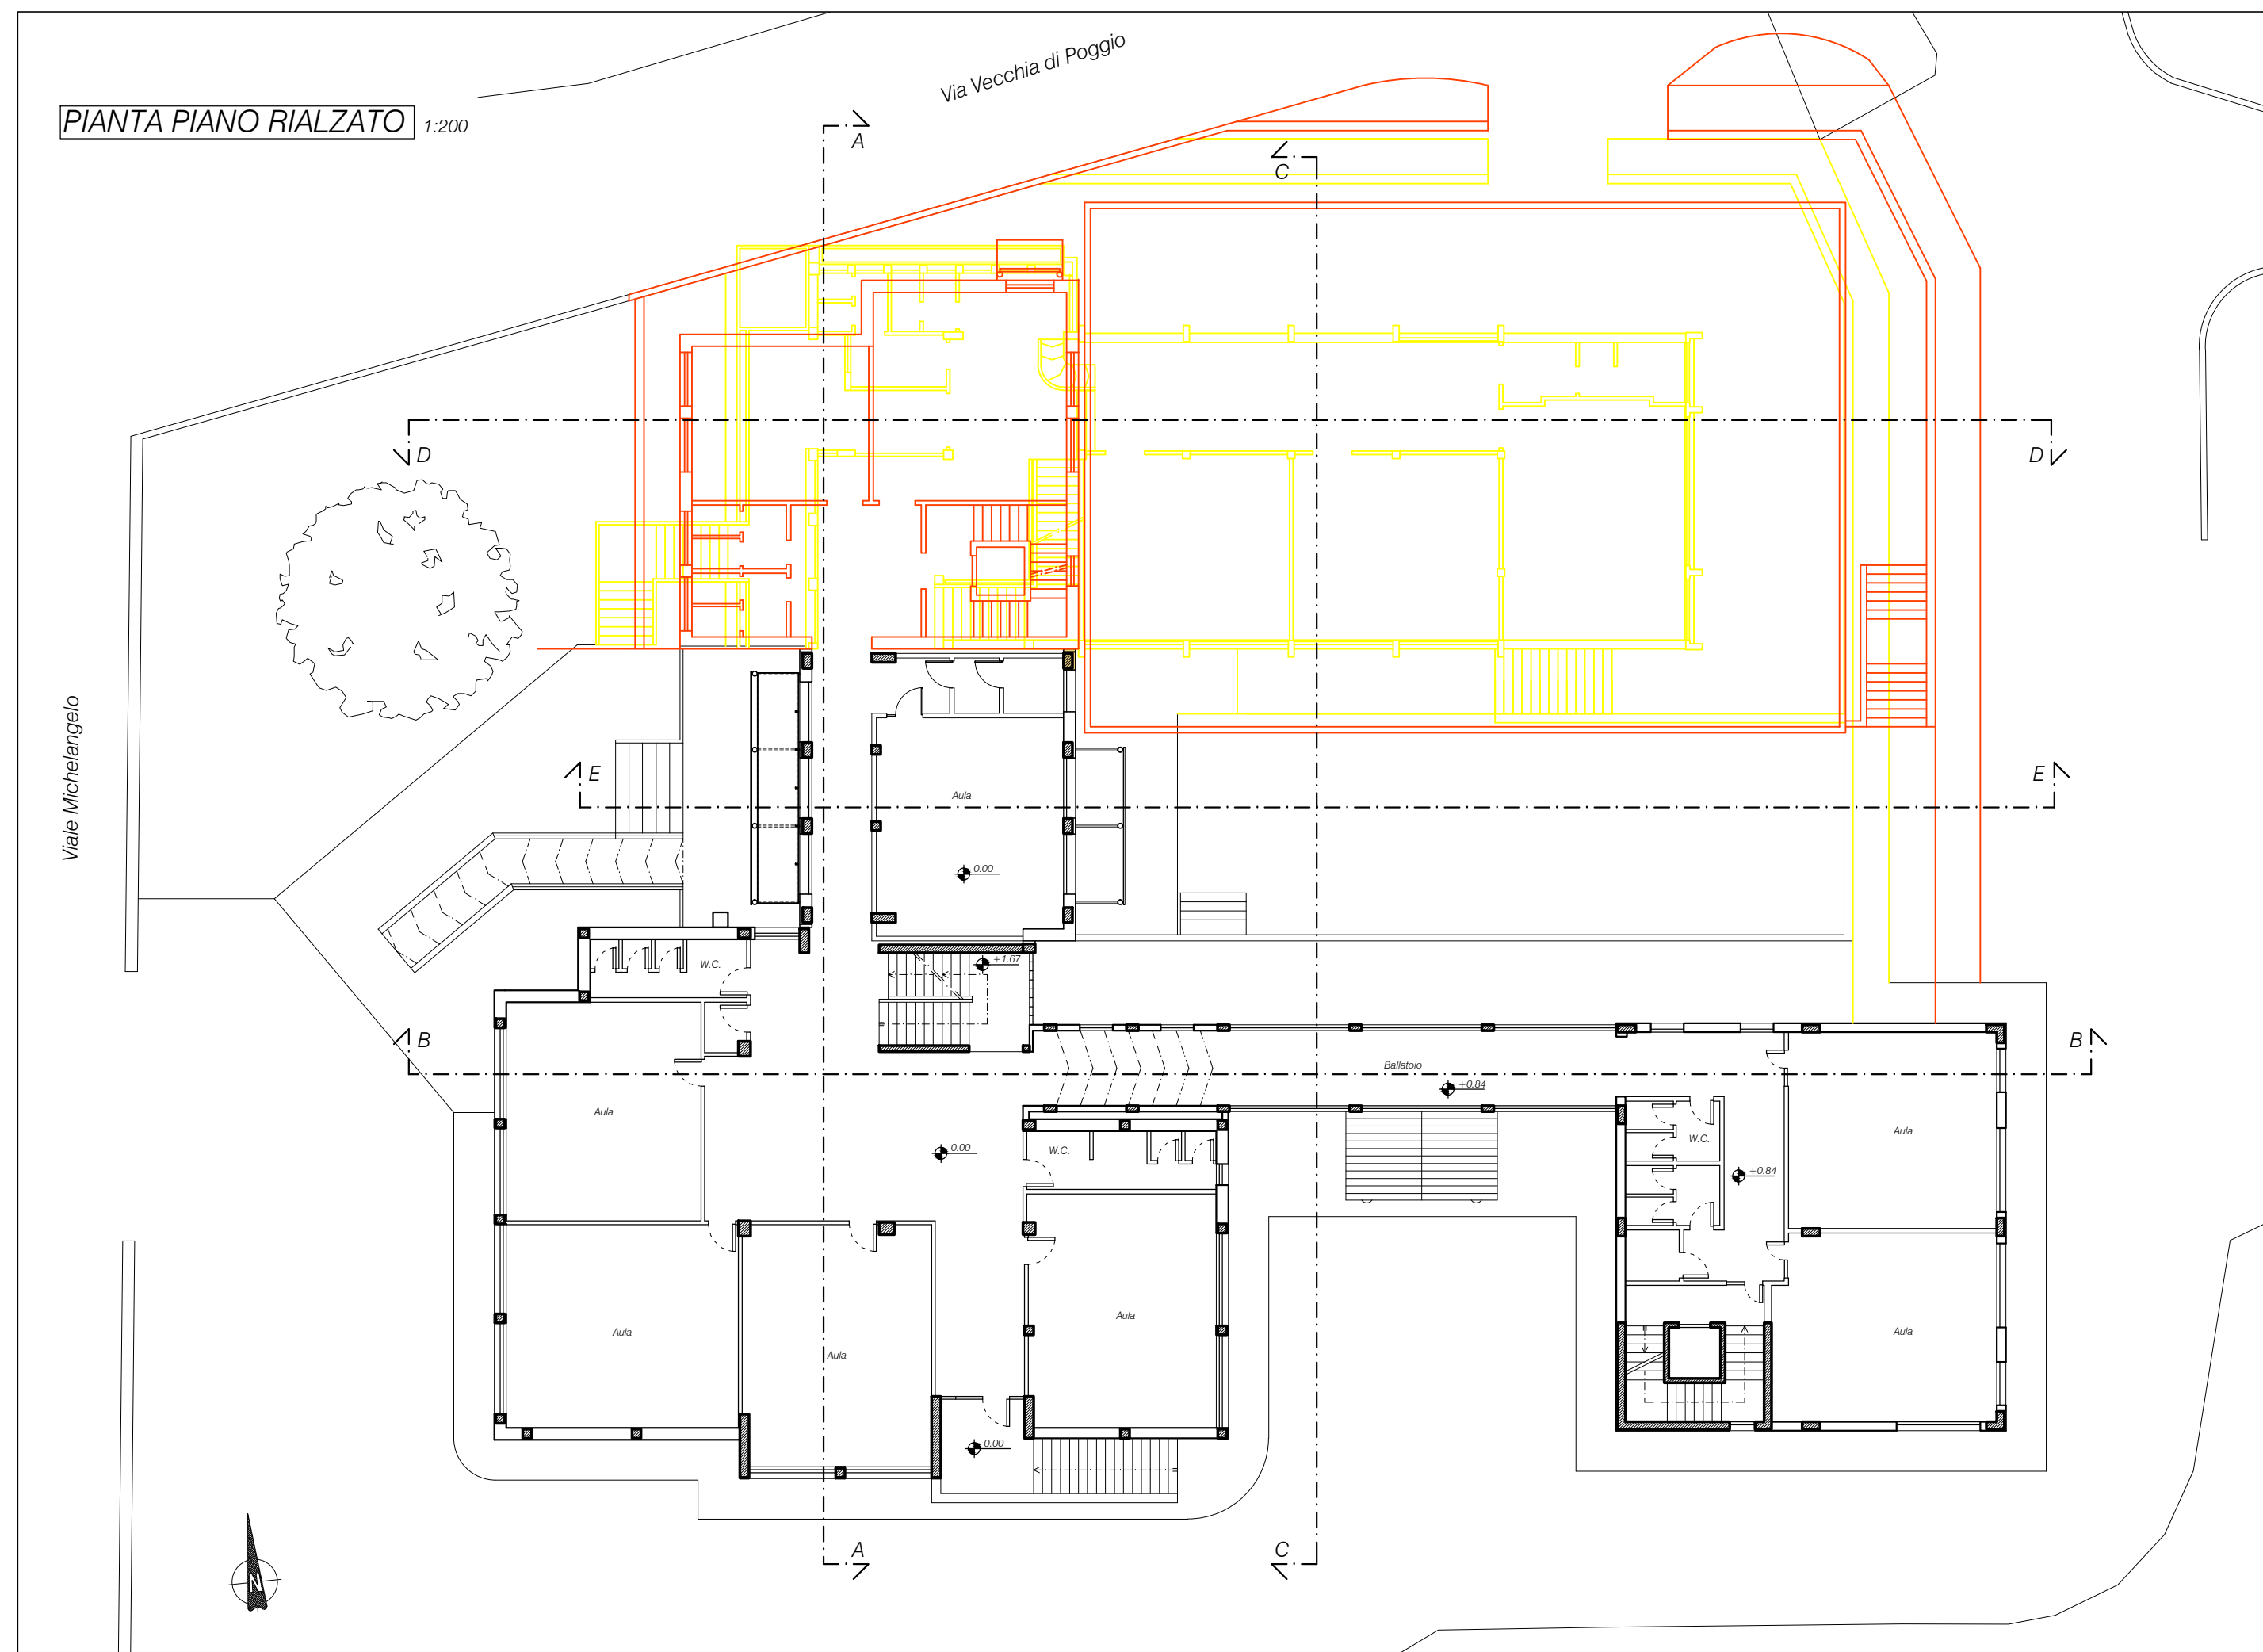 Via Vecchia di Poggio
PIANTA PIANO RIALZATO 1:200
A
C
D
D
Viale Michelangelo
E
E
Aula
0.00
W.C.
+1.67
B
B
Ballatoio
+0.84
Aula
Aula
W.C.
W.C.
0.00
+0.84
Aula
Aula
Aula
Aula
Aula
0.00
A
C
N